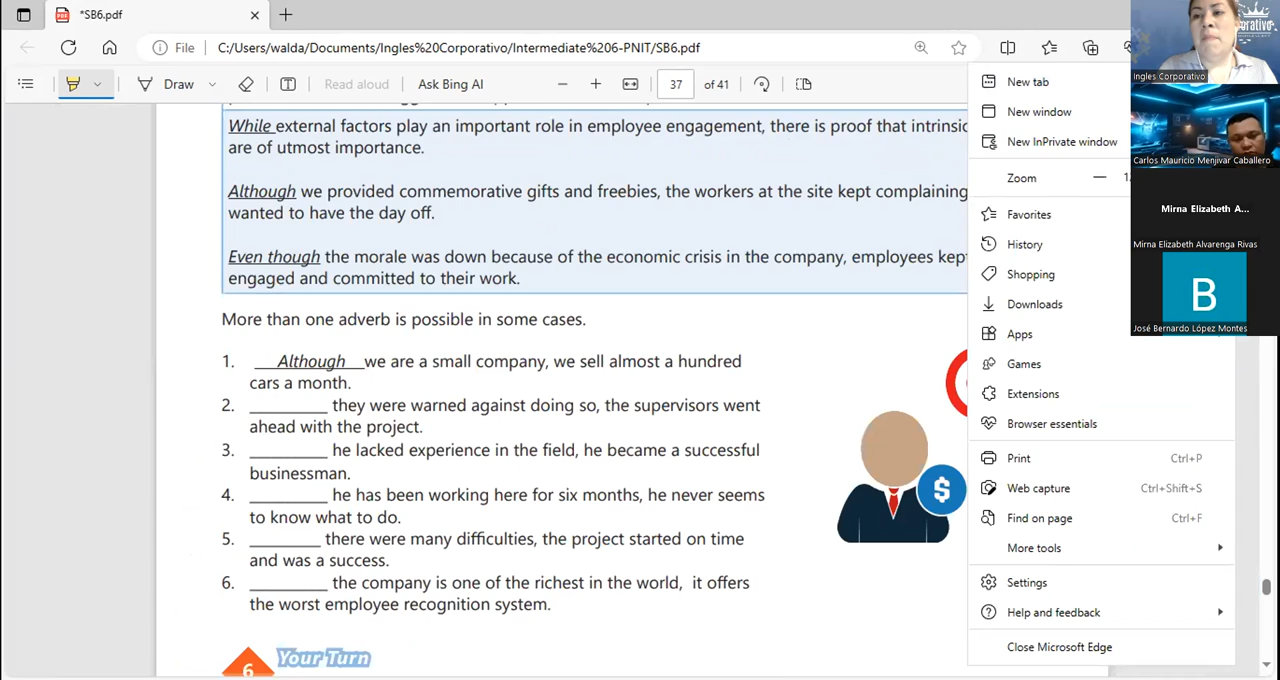 *SB6.pdf
File C:/Users/walda/Documents/Ingles%20Corporativo/Intermediate%206-PNIT/SB6.pdf
Draw Read aloud Ask Bing AI 37 of 41
While external factors play an important role in employee engagement, there is proof that intrinsic
are of utmost importance.
Although we provided commemorative gifts and freebies, the workers at the site kept complaining
wanted to have the day off.
Even though the morale was down because of the economic crisis in the company, employees kept
engaged and committed to their work.
More than one adverb is possible in some cases.
1. __Although__we are a small company, we sell almost a hundred
cars a month.
2. ________ they were warned against doing so, the supervisors went
ahead with the project.
3. ________ he lacked experience in the field, he became a successful
businessman.
4. ________ he has been working here for six months, he never seems
to know what to do.
5. ________ there were many difficulties, the project started on time
and was a success.
6. ________ the company is one of the richest in the world, it offers
the worst employee recognition system.
6 Your Turn
$
New tab
New window
New InPrivate window
Zoom
Favorites
History
Shopping
Downloads
Apps
Games
Extensions
Browser essentials
Print Ctrl+P
Web capture Ctrl+Shift+S
Find on page Ctrl+F
More tools
Settings
Help and feedback
Close Microsoft Edge
Ingles Corporativo
Carlos Mauricio Menjivar Caballero
Mirna Elizabeth A...
Mirna Elizabeth Alvarenga Rivas
B
José Bernardo López Montes